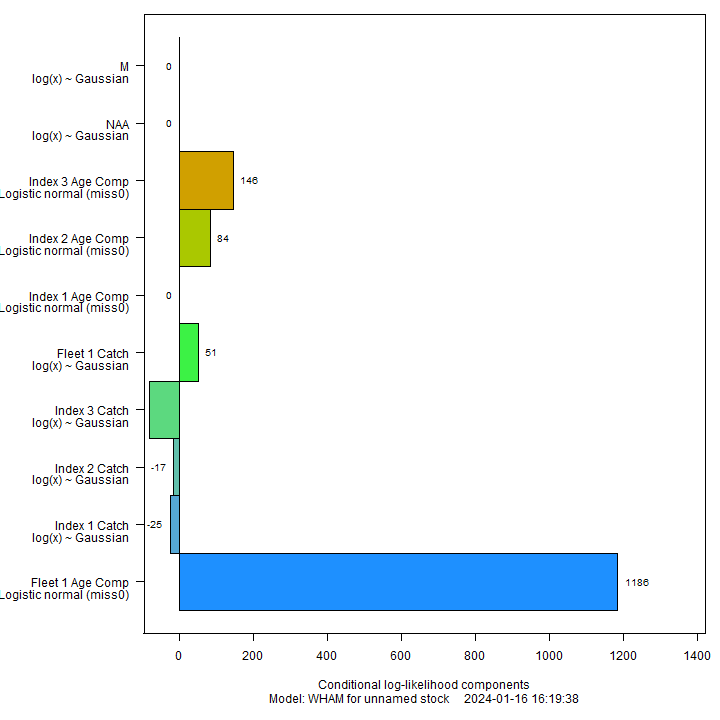 M
log(x) ~ Gaussian
0
NAA
log(x) ~ Gaussian
0
Index 3 Age Comp
Logistic normal (miss0)
146
Index 2 Age Comp
Logistic normal (miss0)
84
Index 1 Age Comp
Logistic normal (miss0)
0
Fleet 1 Catch
log(x) ~ Gaussian
51
Index 3 Catch
log(x) ~ Gaussian
Index 2 Catch
log(x) ~ Gaussian
-17
Index 1 Catch
log(x) ~ Gaussian
-25
Fleet 1 Age Comp
Logistic normal (miss0)
1186
0 200 400 600 800 1000 1200 1400
Conditional log-likelihood components
Model: WHAM for unnamed stock 2024-01-16 16:19:38